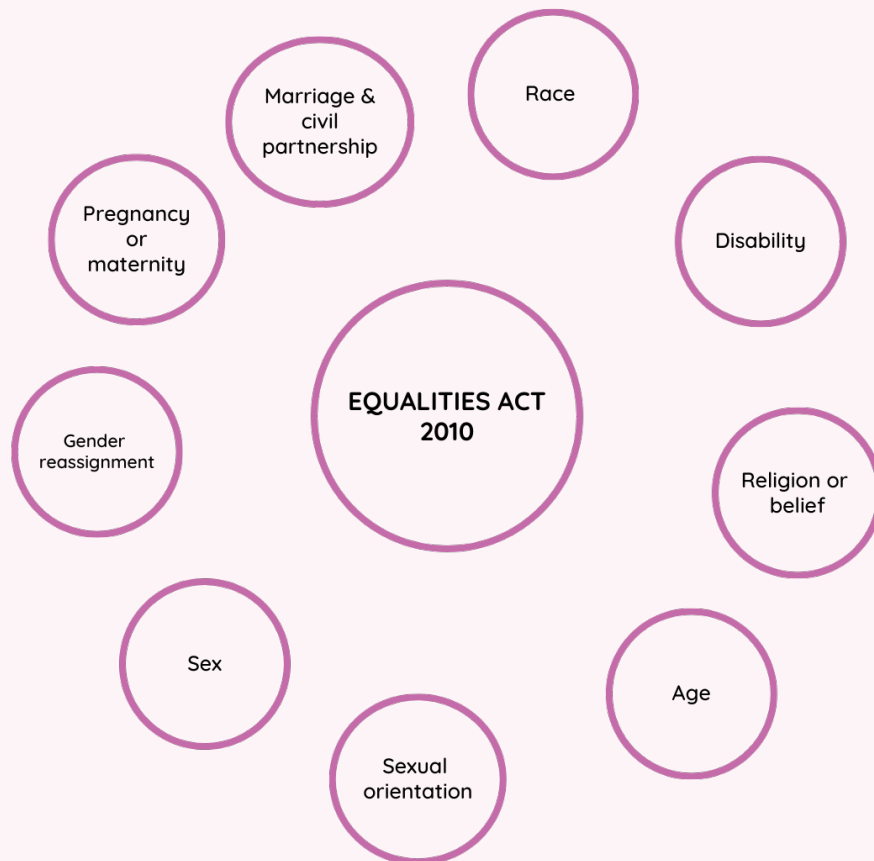 Marriage &
civil
partnership
Race
Pregnancy
or
maternity
Disability
EQUALITIES ACT
2010
Gender
reassignment
Religion or
belief
Sex
Age
Sexual
orientation